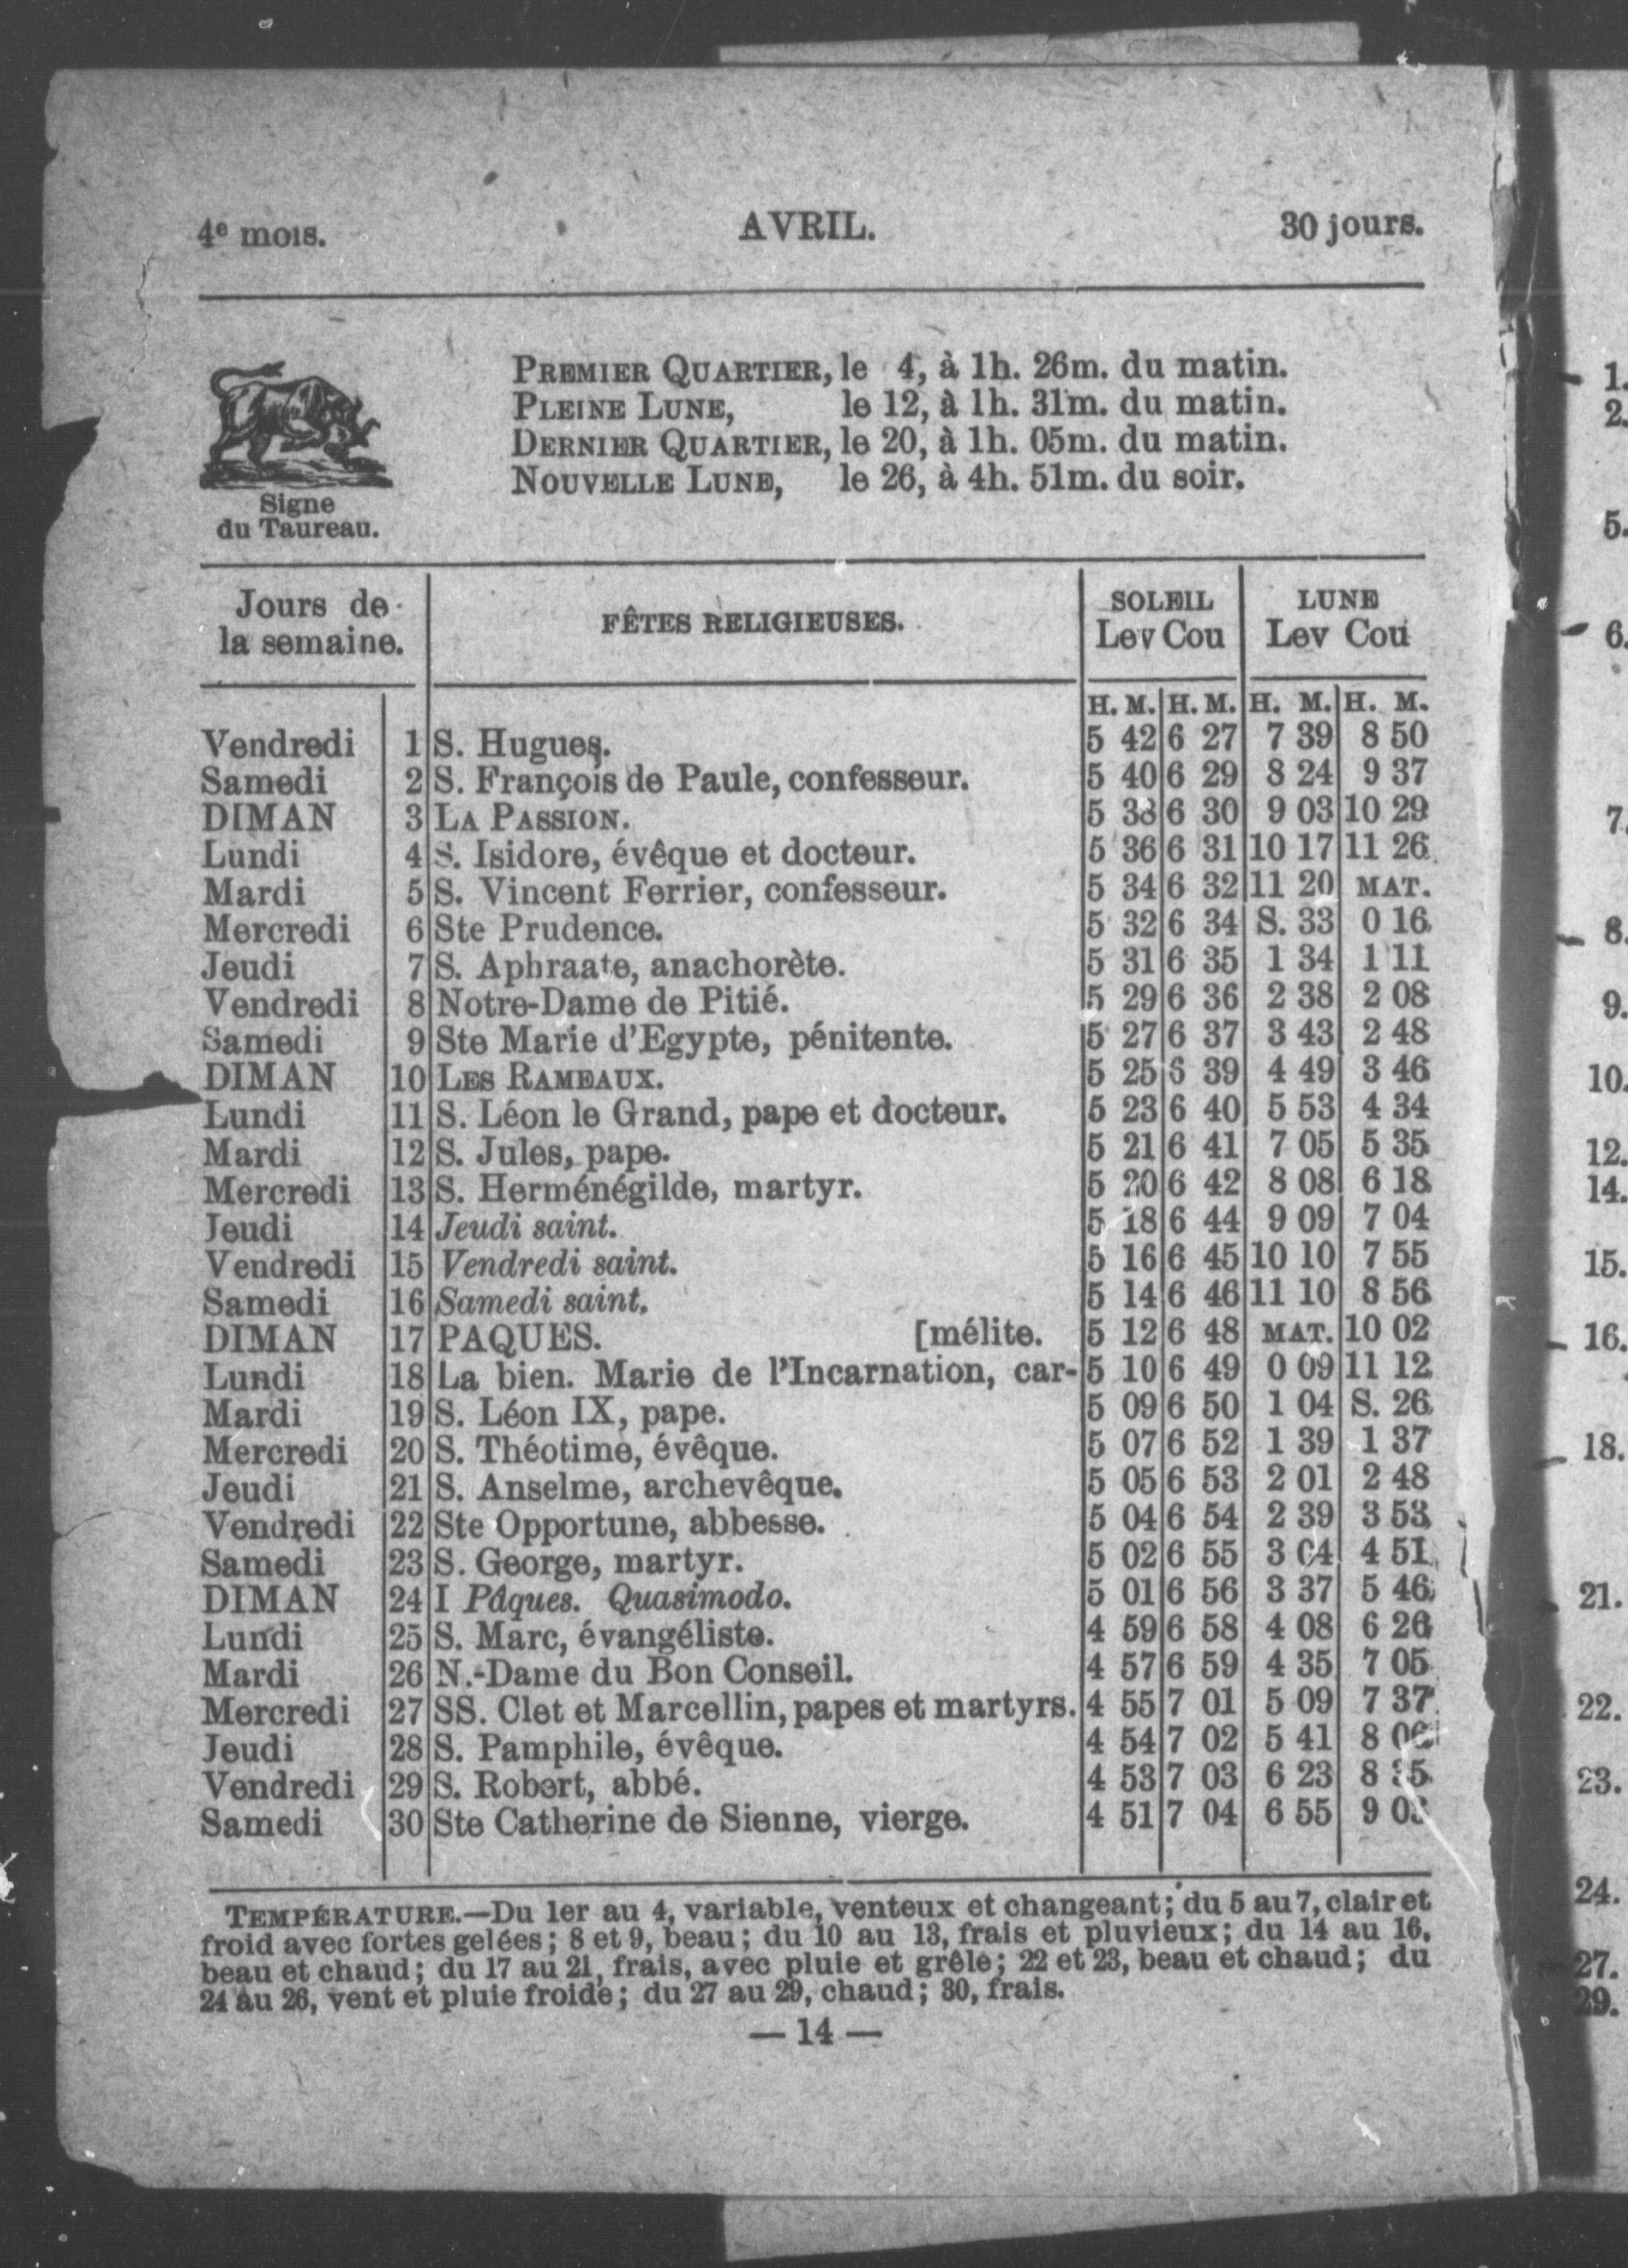 4e mois. AVRIL. 30 jours.
PREMIER QUARTIER, le 4, à 1h. 26m. du matin.
PLEINE LUNE, le 12, à 1h. 31m. du matin.
DERNIER QUARTIER, le 20, à 1h. 05m. du matin.
NOUVELLE LUNE, le 26, à 4h. 51m. du soir.
Signe
du Taureau.
Jours de la semaine. FÊTES RELIGIEUSES. SOLEIL Lev Cou LUNE Lev Cou
H. M. H. M. H. M. H. M.
Vendredi 1 S. Hugues. 5 42 6 27 7 39 8 50
Samedi 2 S. François de Paule, confesseur. 5 40 6 29 8 24 9 37
DIMAN 3 LA PASSION. 5 38 6 30 9 03 10 29
Lundi 4 S. Isidore, évêque et docteur. 5 36 6 31 10 17 11 26
Mardi 5 S. Vincent Ferrier, confesseur. 5 34 6 32 11 20 MAT.
Mercredi 6 Ste Prudence. 5 32 6 34 S. 33 0 16
Jeudi 7 S. Aphraate, anachorète. 5 31 6 35 1 34 1 11
Vendredi 8 Notre-Dame de Pitié. 5 29 6 36 2 38 2 08
Samedi 9 Ste Marie d'Egypte, pénitente. 5 27 6 37 3 43 2 48
DIMAN 10 LES RAMEAUX. 5 25 6 39 4 49 3 46
Lundi 11 S. Léon le Grand, pape et docteur. 5 23 6 40 5 53 4 34
Mardi 12 S. Jules, pape. 5 21 6 41 7 05 5 35
Mercredi 13 S. Herménégilde, martyr. 5 20 6 42 8 08 6 18
Jeudi 14 Jeudi saint. 5 18 6 44 9 09 7 04
Vendredi 15 Vendredi saint. 5 16 6 45 10 10 7 55
Samedi 16 Samedi saint. 5 14 6 46 11 10 8 56
DIMAN 17 PAQUES. [mélite. 5 12 6 48 MAT. 10 02
Lundi 18 La bien. Marie de l'Incarnation, car- 5 10 6 49 0 09 11 12
Mardi 19 S. Léon IX, pape. 5 09 6 50 1 04 S. 26
Mercredi 20 S. Théotime, évêque. 5 07 6 52 1 39 1 37
Jeudi 21 S. Anselme, archevêque. 5 05 6 53 2 01 2 48
Vendredi 22 Ste Opportune, abbesse. 5 04 6 54 2 39 3 53
Samedi 23 S. George, martyr. 5 02 6 55 3 04 4 51
DIMAN 24 I Pâques. Quasimodo. 5 01 6 56 3 37 5 46
Lundi 25 S. Marc, évangéliste. 4 59 6 58 4 08 6 26
Mardi 26 N.-Dame du Bon Conseil. 4 57 6 59 4 35 7 05
Mercredi 27 SS. Clet et Marcellin, papes et martyrs. 4 55 7 01 5 09 7 37
Jeudi 28 S. Pamphile, évêque. 4 54 7 02 5 41 8
Vendredi 29 S. Robert, abbé. 4 53 7 03 6 23 8 35
Samedi 30 Ste Catherine de Sienne, vierge. 4 51 7 04 6 55 9
TEMPÉRATURE.—Du 1er au 4, variable, venteux et changeant; du 5 au 7, clair et
froid avec fortes gelées; 8 et 9, beau; du 10 au 13, frais et pluvieux; du 14 au 16,
beau et chaud; du 17 au 21, frais, avec pluie et grêle; 22 et 23, beau et chaud; du
24 au 26, vent et pluie froide; du 27 au 29, chaud; 30, frais.
— 14 —
1.
2.
5.
6.
7.
8.
9.
10.
12.
14.
15.
16.
18.
21.
22.
23.
24.
27.
29.